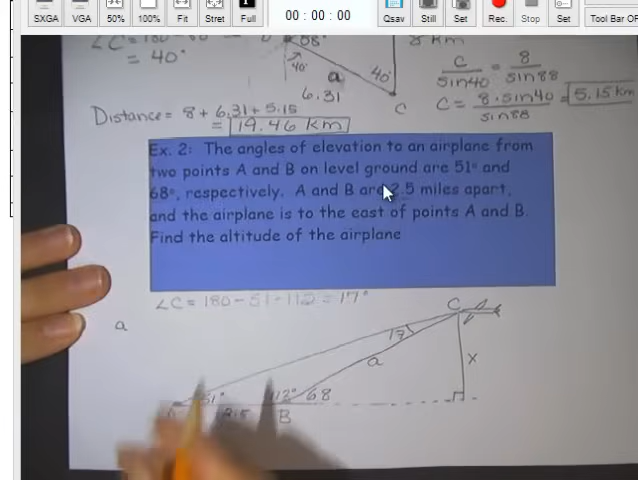 SXGA VGA 50% 100% Fit Stret Full 00 : 00 : 00 Qsav Still Set Rec. Stop Set Tool Bar
= 40°
40°
a
6.31
40°
C
8 km
C/sin40 = 8/sin88
C = 8·sin40/sin88 = 5.15 km
Distance = 8 + 6.31 + 5.15
= 19.46 km
Ex. 2: The angles of elevation to an airplane from
two points A and B on level ground are 51° and
68°, respectively. A and B are 2.5 miles apart,
and the airplane is to the east of points A and B.
Find the altitude of the airplane
∠C = 180 - 51 - 112 = 17°
a
C
17
a
x
51°
112°
68
2.5
B